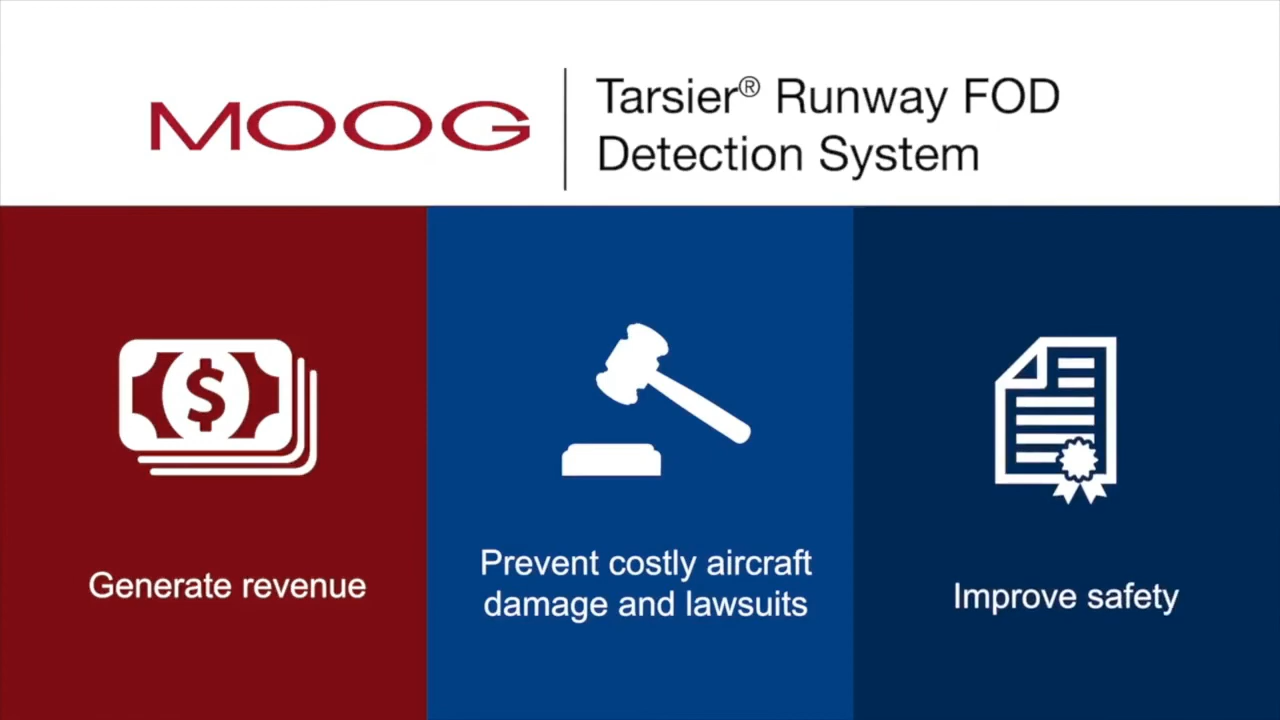 MOOG
Tarsier® Runway FOD
Detection System
$
Generate revenue
Prevent costly aircraft
damage and lawsuits
Improve safety